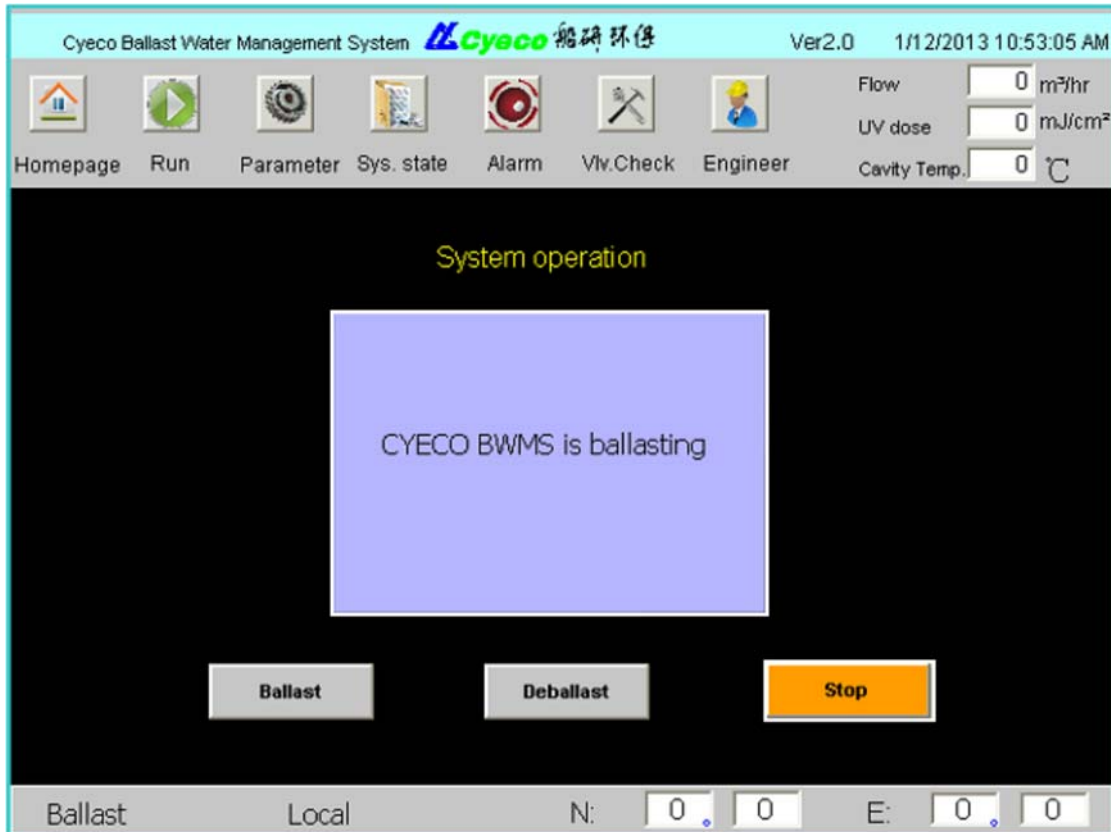 Cyeco Ballast Water Management System Cyeco 船研环保 Ver2.0 1/12/2013 10:53:05 AM
Flow 0 m³/hr
UV dose 0 mJ/cm²
Homepage Run Parameter Sys. state Alarm Vlv.Check Engineer Cavity Temp. 0 ℃
System operation
CYECO BWMS is ballasting
Ballast Deballast Stop
Ballast Local N: 0 。 0 E: 0 。 0